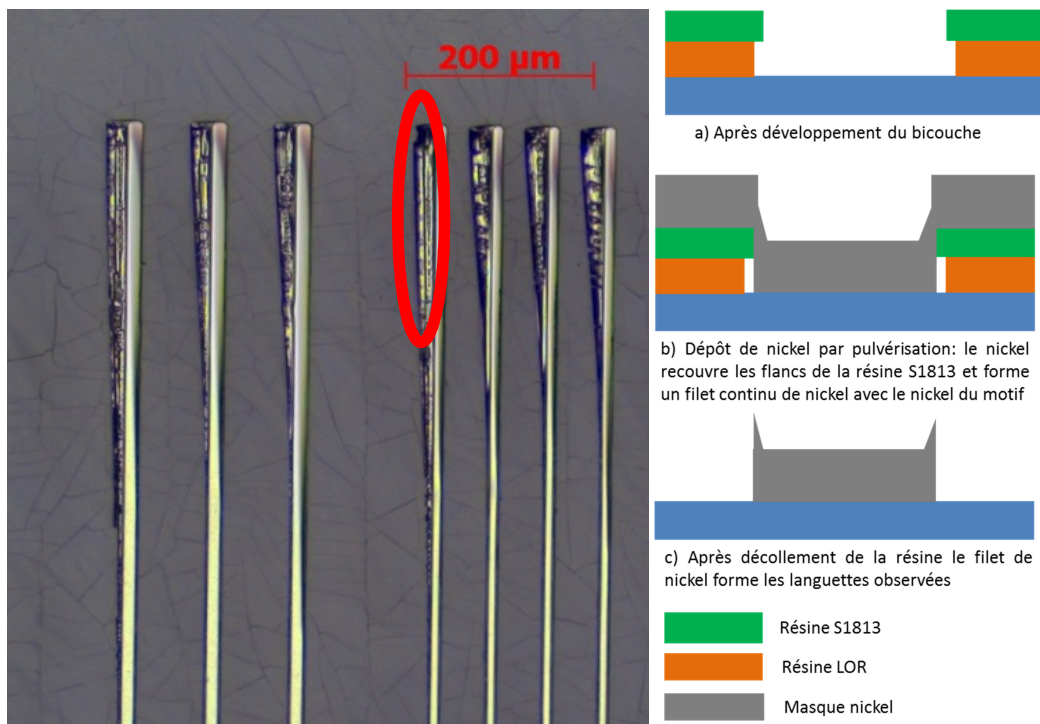 200 µm
a) Après développement du bicouche
b) Dépôt de nickel par pulvérisation: le nickel
recouvre les flancs de la résine S1813 et forme
un filet continu de nickel avec le nickel du motif
c) Après décollement de la résine le filet de
nickel forme les languettes observées
Résine S1813
Résine LOR
Masque nickel